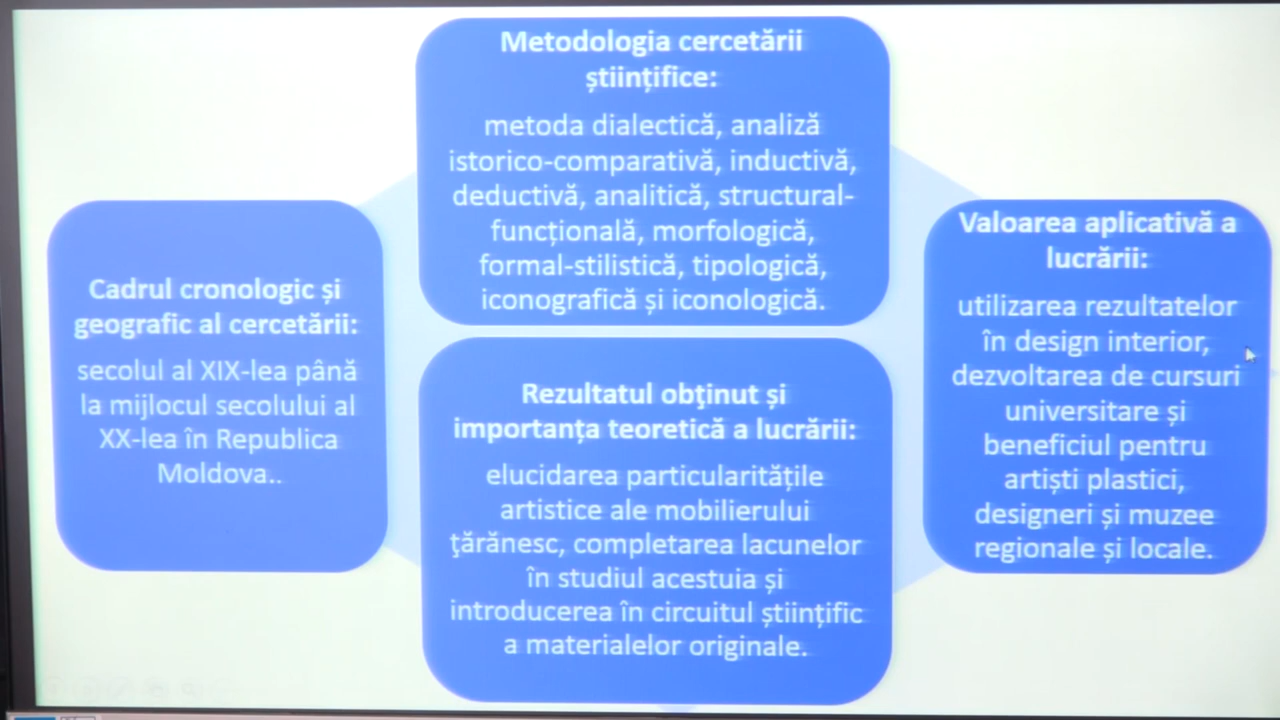 Metodologia cercetării
științifice:
metoda dialectică, analiză
istorico-comparativă, inductivă,
deductivă, analitică, structural-
funcțională, morfologică,
formal-stilistică, tipologică,
iconografică și iconologică.
Cadrul cronologic și
geografic al cercetării:
secolul al XIX-lea până
la mijlocul secolului al
XX-lea în Republica
Moldova..
Rezultatul obţinut și
importanța teoretică a lucrării:
elucidarea particularitățile
artistice ale mobilierului
ţărănesc, completarea lacunelor
în studiul acestuia și
introducerea în circuitul științific
a materialelor originale.
Valoarea aplicativă a
lucrării:
utilizarea rezultatelor
în design interior,
dezvoltarea de cursuri
universitare și
beneficiul pentru
artiști plastici,
designeri și muzee
regionale și locale.